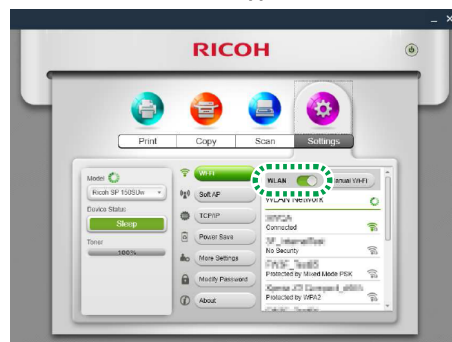 RICOH
Print
Copy
Scan
Settings
Model
Ricoh SP 150SUw
Device Status
Sleep
Toner
100%
Wi-Fi
Soft AP
TCP/IP
Power Save
More Settings
Modify Password
About
WLAN
Manual Wi-Fi
WLAN Network
Connected
No Security
Protected by Mixed Mode PSK
Protected by WPA2